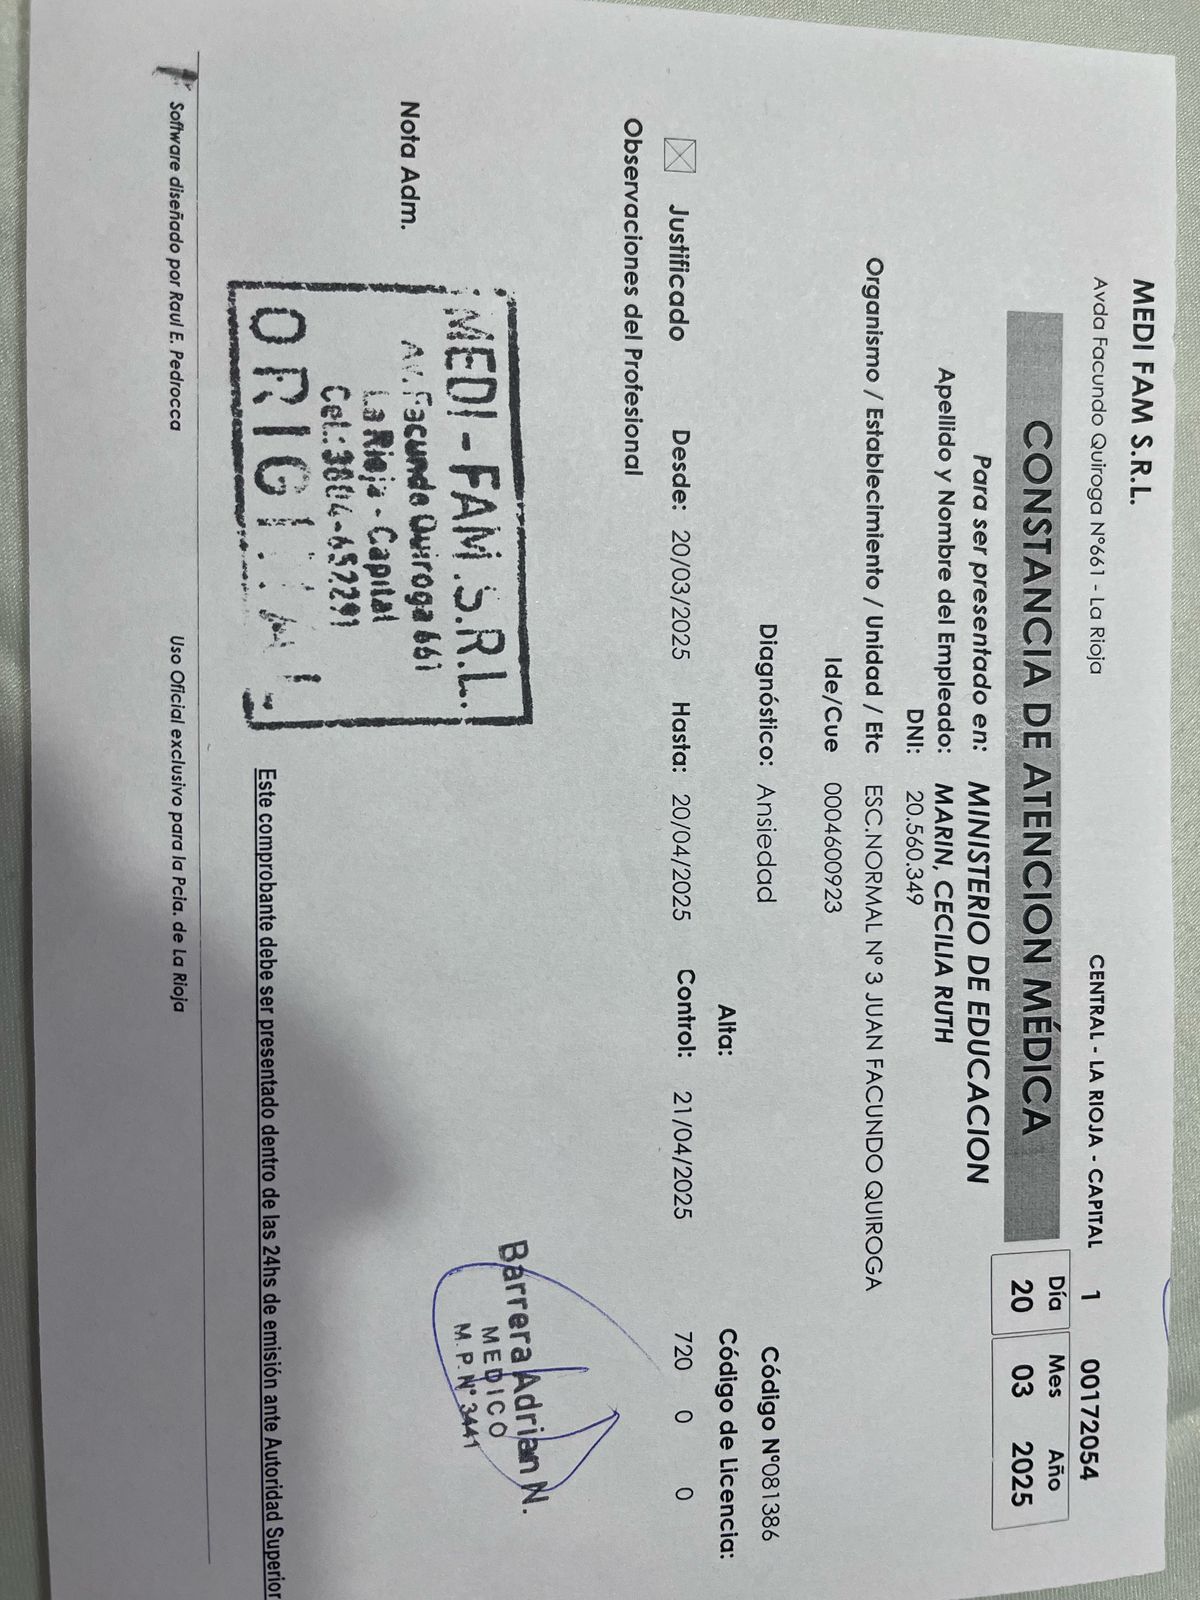 MEDI FAM S.R.L.
Avda Facundo Quiroga N°661 - La Rioja
CENTRAL - LA RIOJA - CAPITAL 1 00172054
CONSTANCIA DE ATENCION MÉDICA
Día Mes Año
20 03 2025
Para ser presentado en: MINISTERIO DE EDUCACION
Apellido y Nombre del Empleado: MARIN, CECILIA RUTH
DNI: 20.560.349
Organismo / Establecimiento / Unidad / Etc ESC.NORMAL N° 3 JUAN FACUNDO QUIROGA
Ide/Cue 0004600923
Diagnóstico: Ansiedad
Código N°081386
Alta:
Código de Licencia:
Justificado Desde: 20/03/2025 Hasta: 20/04/2025 Control: 21/04/2025 720 0 0
Observaciones del Profesional
Barrera Adrian N.
MEDICO
M.P.N° 3441
MEDI-FAM.S.R.L.
Av. Facundo Quiroga 661
La Rioja - Capital
Cel.: 3804-657291
ORIGINAL
Nota Adm.
Este comprobante debe ser presentado dentro de las 24hs de emisión ante Autoridad Superior
Software diseñado por Raul E. Pedrocca
Uso Oficial exclusivo para la Pcia. de La Rioja